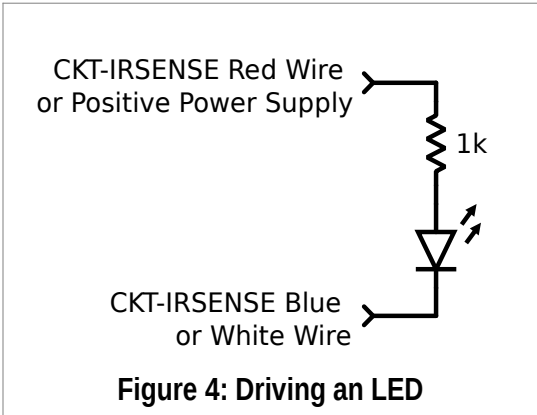 CKT-IRSENSE Red Wire
or Positive Power Supply
1k
CKT-IRSENSE Blue
or White Wire
Figure 4: Driving an LED